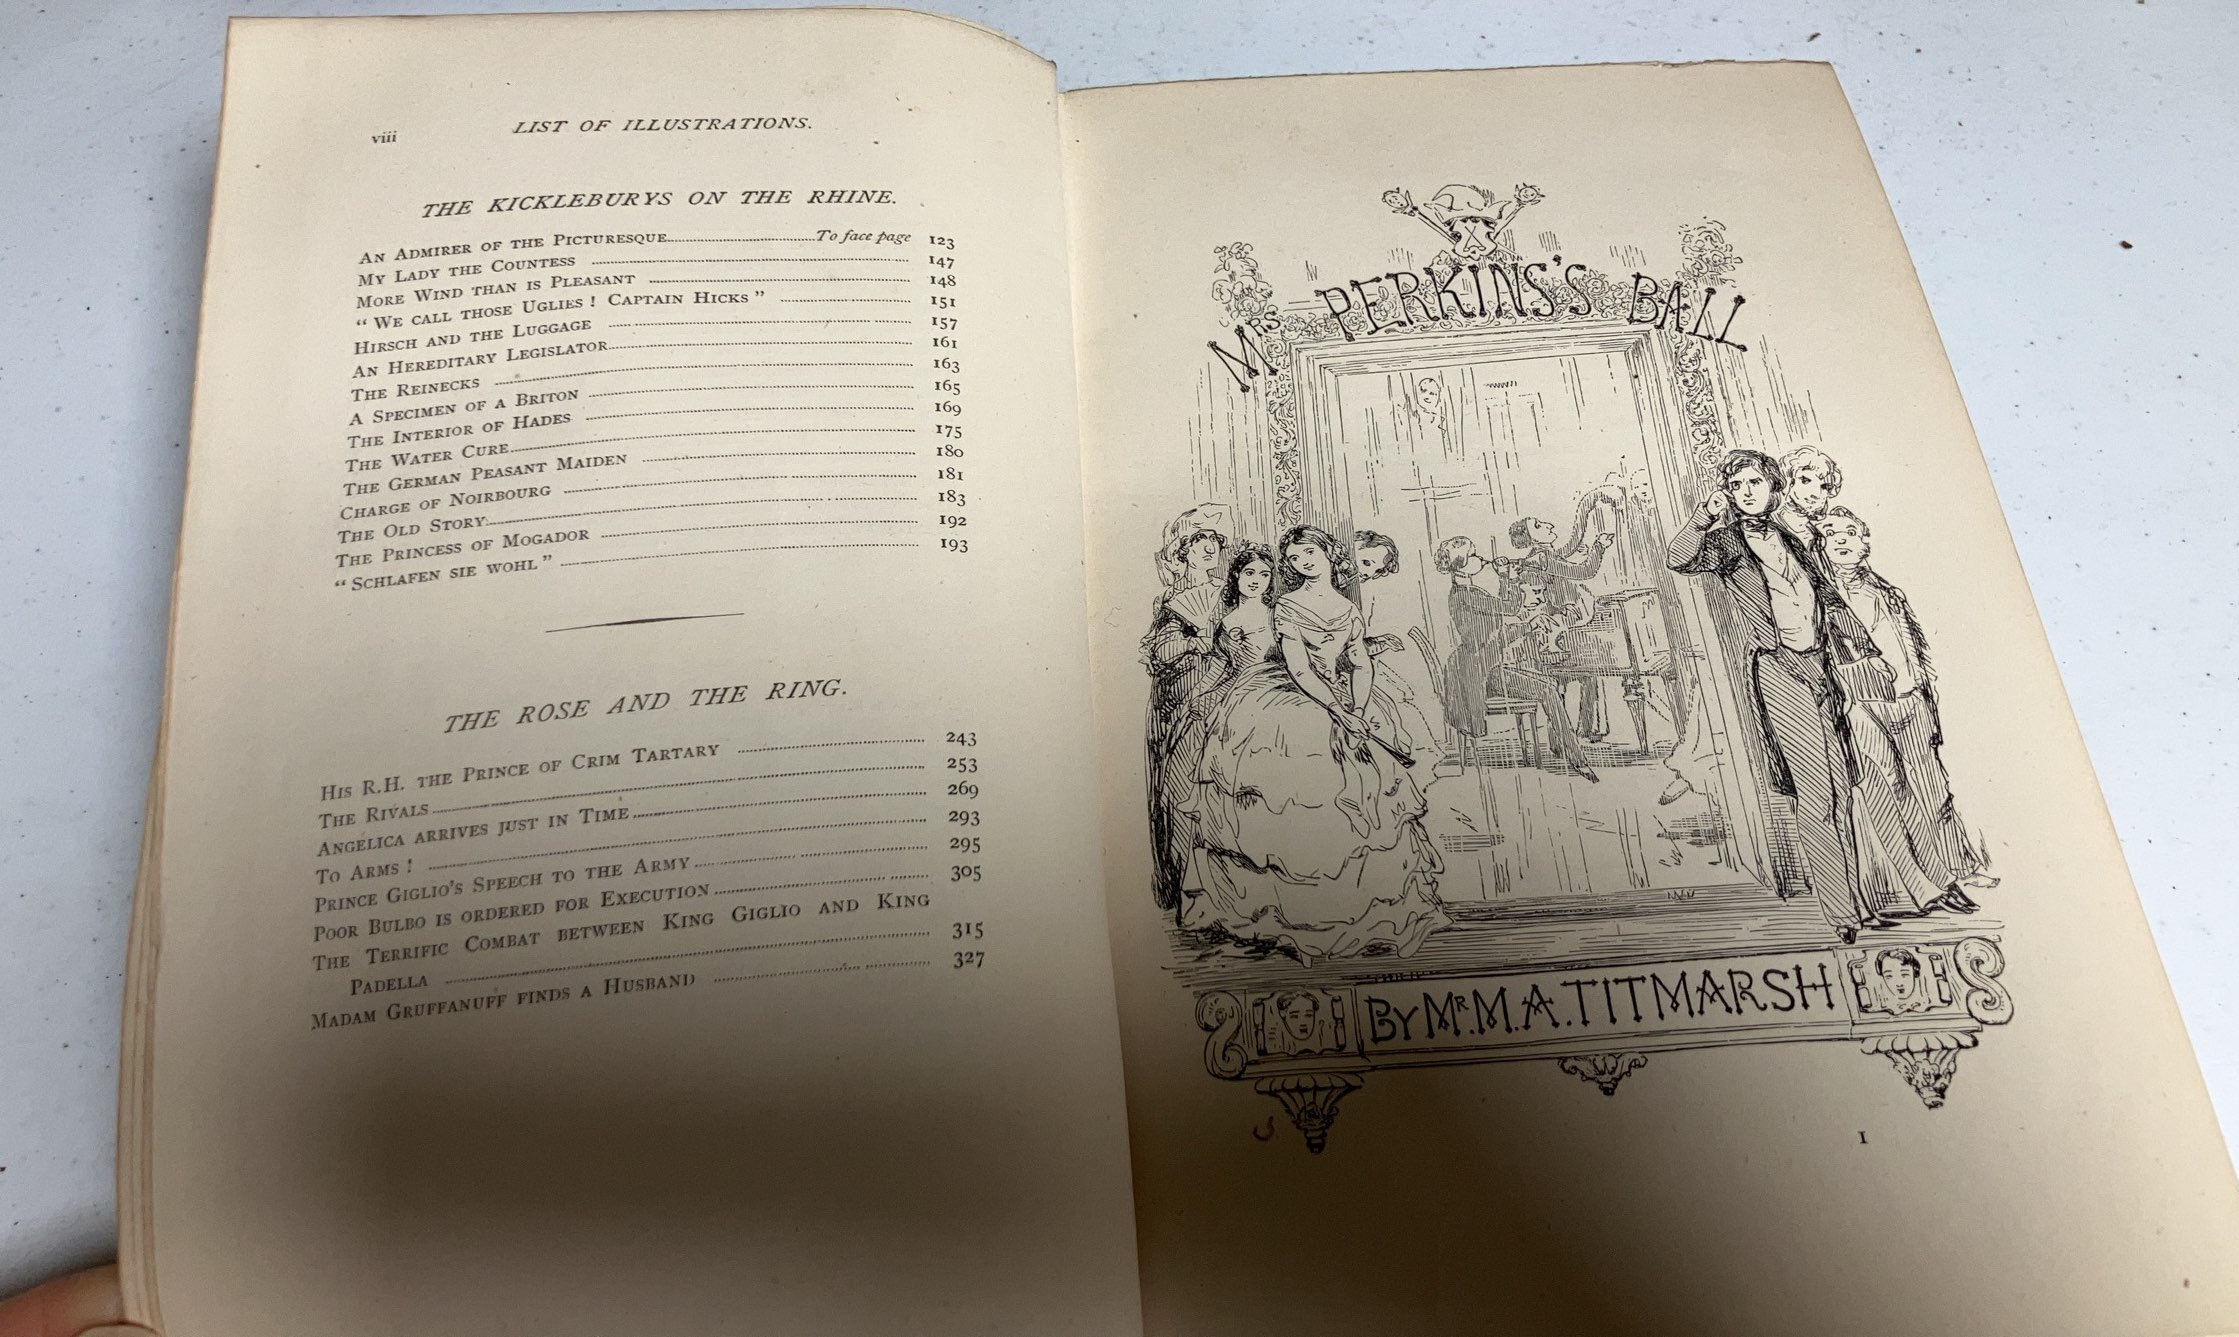 viii LIST OF ILLUSTRATIONS.
THE KICKLEBURYS ON THE RHINE.
AN ADMIRER OF THE PICTURESQUE....................To face page 123
MY LADY THE COUNTESS .................... 147
MORE WIND THAN IS PLEASANT .................... 148
“WE CALL THOSE UGLIES! CAPTAIN HICKS” .................... 151
HIRSCH AND THE LUGGAGE .................... 157
AN HEREDITARY LEGISLATOR.................... 161
THE REINECKS .................... 163
A SPECIMEN OF A BRITON .................... 165
THE INTERIOR OF HADES .................... 169
THE WATER CURE.................... 175
THE GERMAN PEASANT MAIDEN .................... 180
CHARGE OF NOIRBOURG .................... 181
THE OLD STORY.................... 183
THE PRINCESS OF MOGADOR .................... 192
“SCHLAFEN SIE WOHL” .................... 193
THE ROSE AND THE RING.
HIS R.H. THE PRINCE OF CRIM TARTARY .................... 243
THE RIVALS.................... 253
ANGELICA ARRIVES JUST IN TIME.................... 269
TO ARMS! .................... 293
PRINCE GIGLIO'S SPEECH TO THE ARMY.................... 295
POOR BULBO IS ORDERED FOR EXECUTION.................... 305
THE TERRIFIC COMBAT BETWEEN KING GIGLIO AND KING
PADELLA .................... 315
MADAM GRUFFANUFF FINDS A HUSBAND .................... 327
MRS PERKINS'S BALL
BY MR. M. A. TITMARSH
1